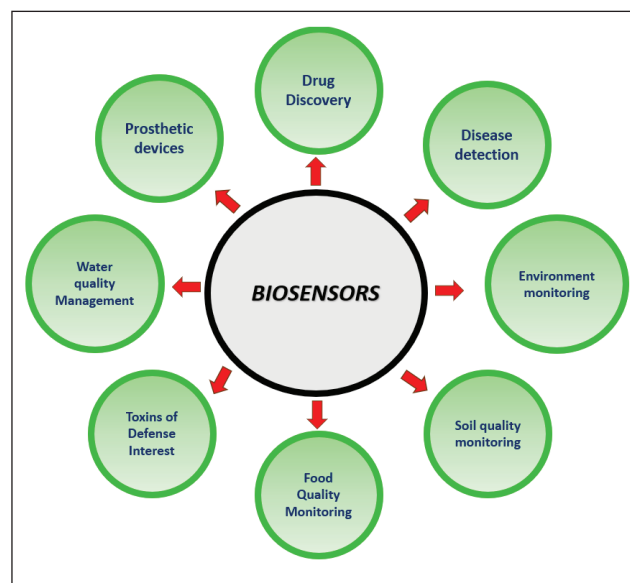 Drug
Discovery
Prosthetic
devices
Disease
detection
Water
quality
Management
BIOSENSORS
Environment
monitoring
Toxins of
Defense
Interest
Soil quality
monitoring
Food
Quality
Monitoring